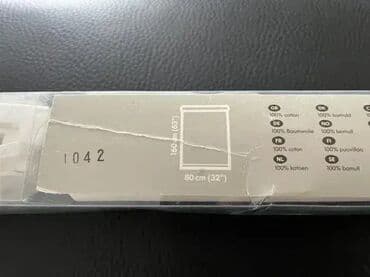 1042
160 cm (63")
80 cm (32")
GB
100% cotton
DE
100% Baumwolle
FR
100% coton
NL
100% katoen
DK
100% bomuld
NO
100% bomull
FI
100% puuvillaa
SE
100% bomull